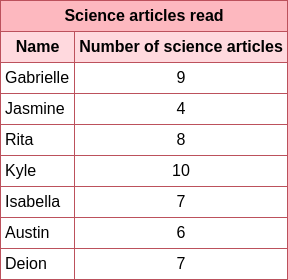 Science articles read
Name Number of science articles
Gabrielle 9
Jasmine 4
Rita 8
Kyle 10
Isabella 7
Austin 6
Deion 7